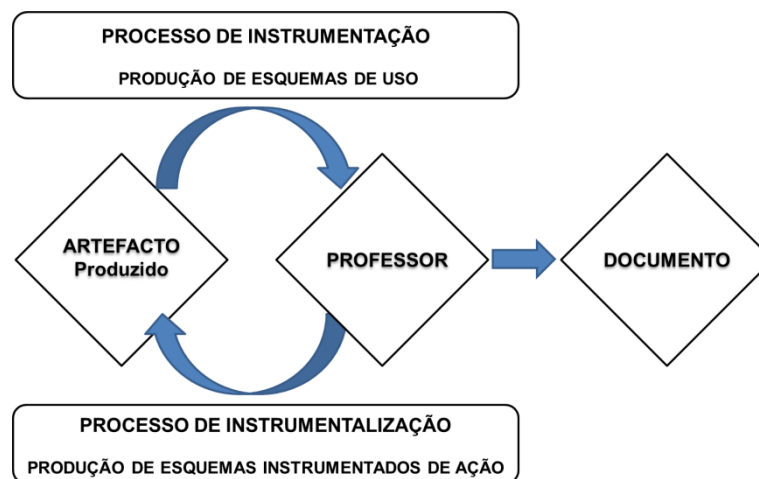 PROCESSO DE INSTRUMENTAÇÃO
PRODUÇÃO DE ESQUEMAS DE USO
ARTEFACTO
Produzido
PROFESSOR
DOCUMENTO
PROCESSO DE INSTRUMENTALIZAÇÃO
PRODUÇÃO DE ESQUEMAS INSTRUMENTADOS DE AÇÃO